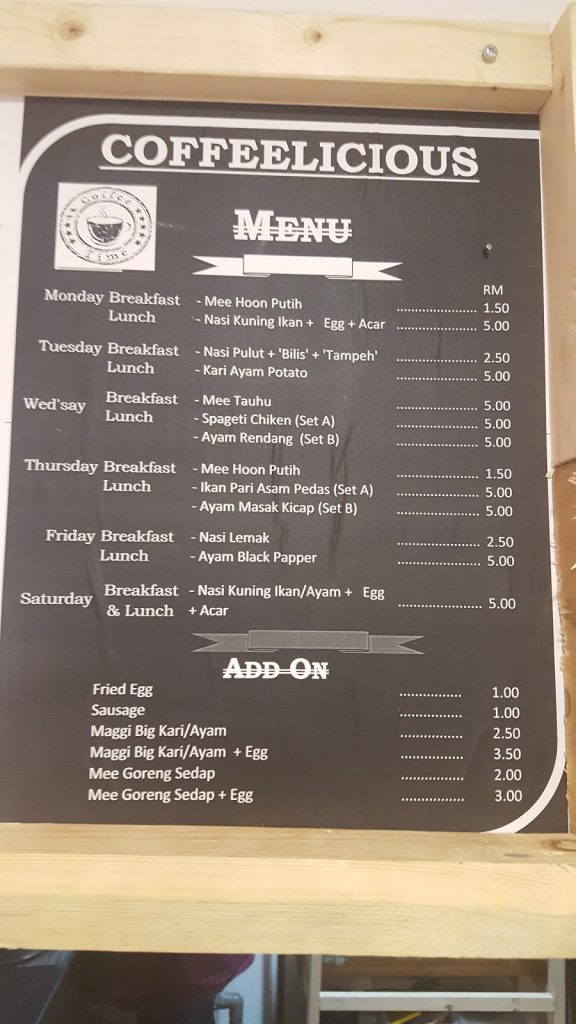 COFFEELICIOUS
Coffee
Time
MENU
RM
Monday Breakfast - Mee Hoon Putih ...................... 1.50
Lunch - Nasi Kuning Ikan + Egg + Acar ...................... 5.00
Tuesday Breakfast - Nasi Pulut + 'Bilis' + 'Tampeh' ...................... 2.50
Lunch - Kari Ayam Potato ...................... 5.00
Wed'say Breakfast - Mee Tauhu ...................... 5.00
Lunch - Spageti Chiken (Set A) ...................... 5.00
- Ayam Rendang (Set B) ...................... 5.00
Thursday Breakfast - Mee Hoon Putih ...................... 1.50
Lunch - Ikan Pari Asam Pedas (Set A) ...................... 5.00
- Ayam Masak Kicap (Set B) ...................... 5.00
Friday Breakfast - Nasi Lemak ...................... 2.50
Lunch - Ayam Black Papper ...................... 5.00
Saturday Breakfast - Nasi Kuning Ikan/Ayam + Egg
& Lunch + Acar ...................... 5.00
ADD-ON
Fried Egg ................ 1.00
Sausage ................ 1.00
Maggi Big Kari/Ayam ................ 2.50
Maggi Big Kari/Ayam + Egg ................ 3.50
Mee Goreng Sedap ................ 2.00
Mee Goreng Sedap + Egg ................ 3.00